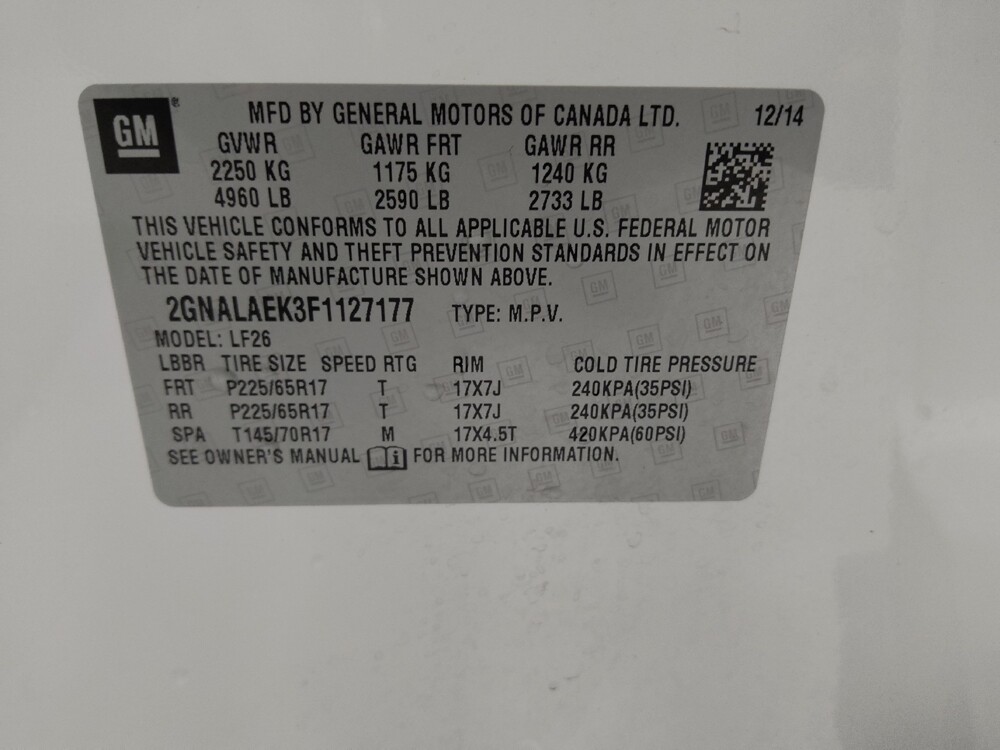 GM ®
MFD BY GENERAL MOTORS OF CANADA LTD. 12/14
GVWR GAWR FRT GAWR RR
2250 KG 1175 KG 1240 KG
4960 LB 2590 LB 2733 LB
THIS VEHICLE CONFORMS TO ALL APPLICABLE U.S. FEDERAL MOTOR
VEHICLE SAFETY AND THEFT PREVENTION STANDARDS IN EFFECT ON
THE DATE OF MANUFACTURE SHOWN ABOVE.
2GNALAEK3F1127177 TYPE: M.P.V.
MODEL: LF26
LBBR TIRE SIZE SPEED RTG RIM COLD TIRE PRESSURE
FRT P225/65R17 T 17X7J 240KPA(35PSI)
RR P225/65R17 T 17X7J 240KPA(35PSI)
SPA T145/70R17 M 17X4.5T 420KPA(60PSI)
SEE OWNER'S MANUAL i FOR MORE INFORMATION.